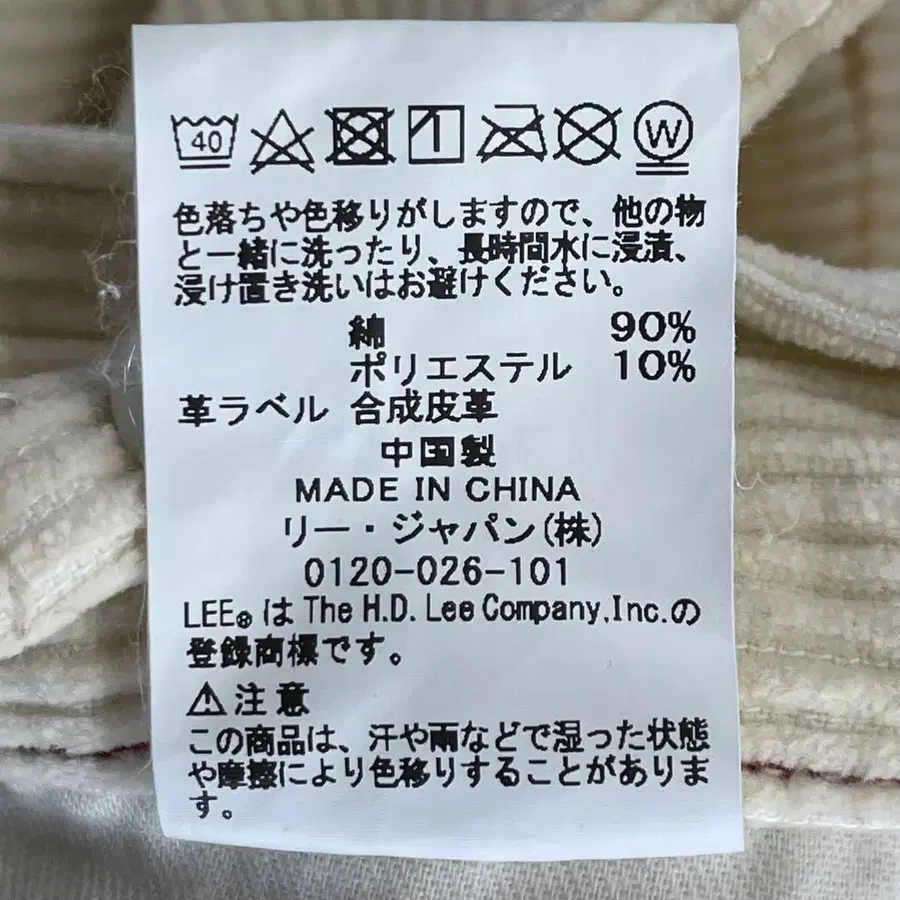 40 W
色落ちや色移りがしますので、他の物
と一緒に洗ったり、長時間水に浸漬、
浸け置き洗いはお避けください。
綿 90%
ポリエステル 10%
革ラベル 合成皮革
中国製
MADE IN CHINA
リー・ジャパン(株)
0120-026-101
LEE®は The H.D. Lee Company,Inc.の
登録商標です。
⚠注意
この商品は、汗や雨などで湿った状態
や摩擦により色移りすることがありま
す。